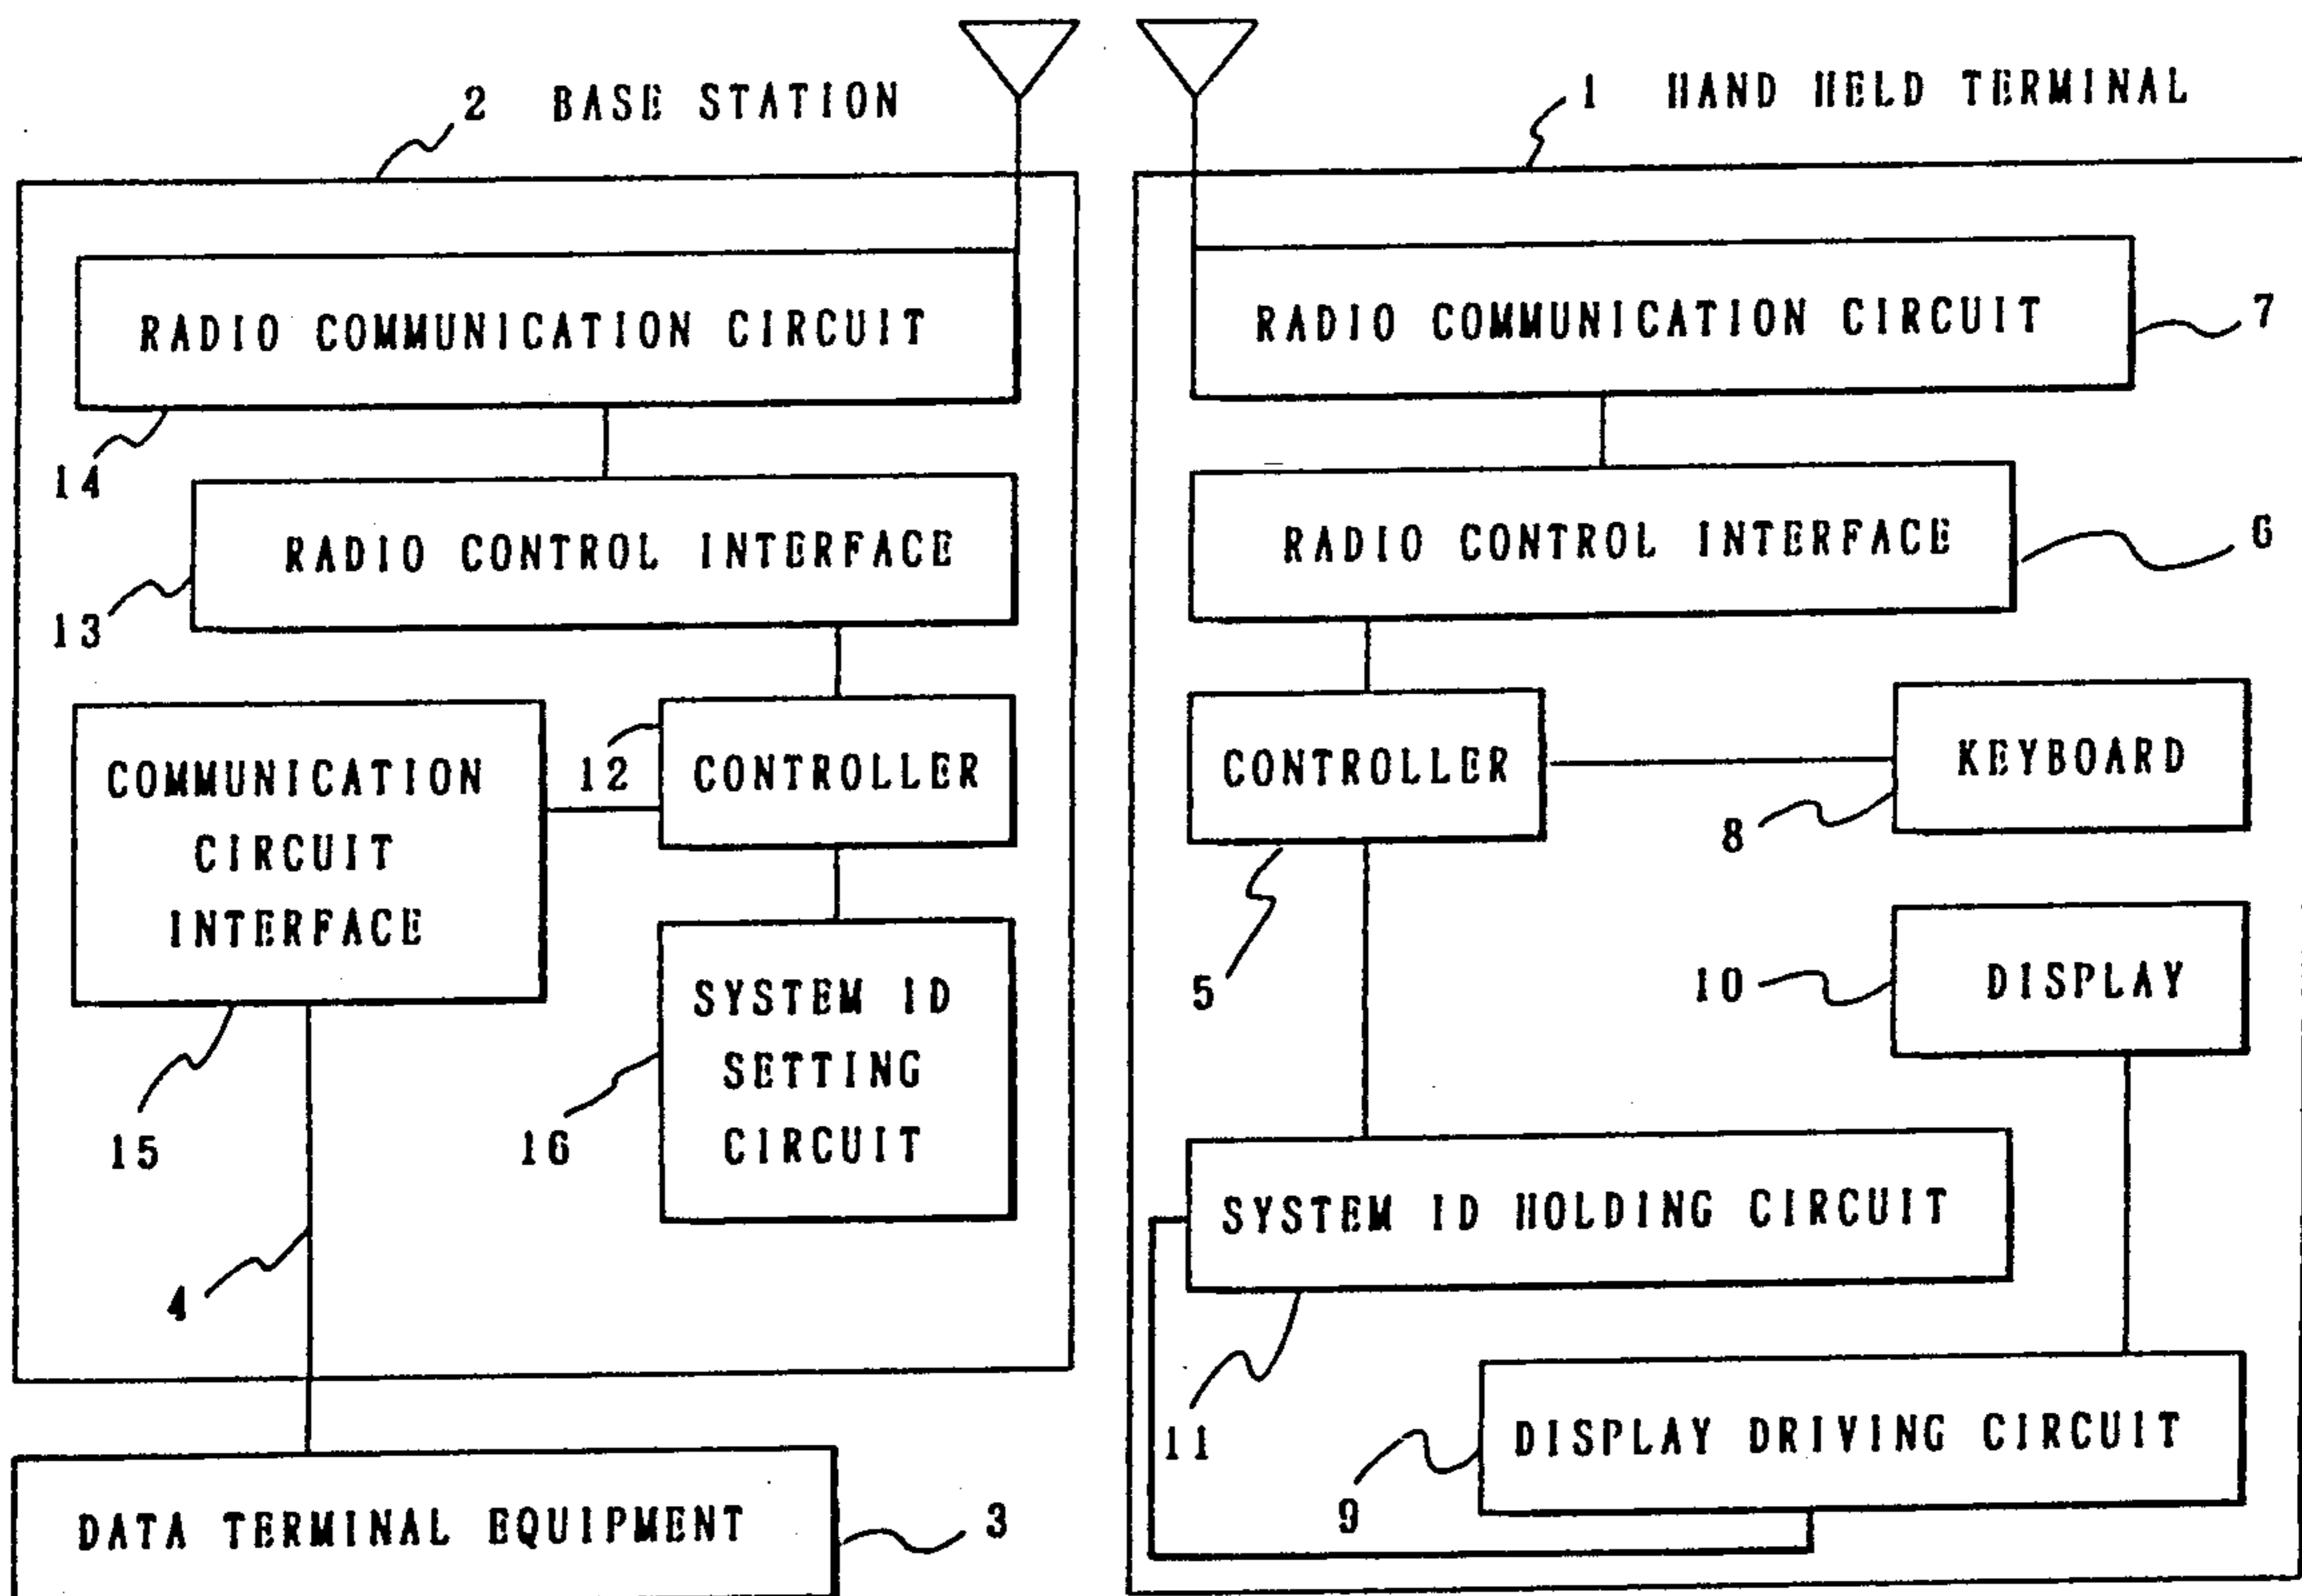 2 BASE STATION
RADIO COMMUNICATION CIRCUIT
14
RADIO CONTROL INTERFACE
13
COMMUNICATION
CIRCUIT
INTERFACE
12
CONTROLLER
SYSTEM ID
SETTING
CIRCUIT
15
16
4
DATA TERMINAL EQUIPMENT
3
1 HAND HELD TERMINAL
RADIO COMMUNICATION CIRCUIT
7
RADIO CONTROL INTERFACE
6
CONTROLLER
KEYBOARD
8
5
10
DISPLAY
SYSTEM ID HOLDING CIRCUIT
11
DISPLAY DRIVING CIRCUIT
9